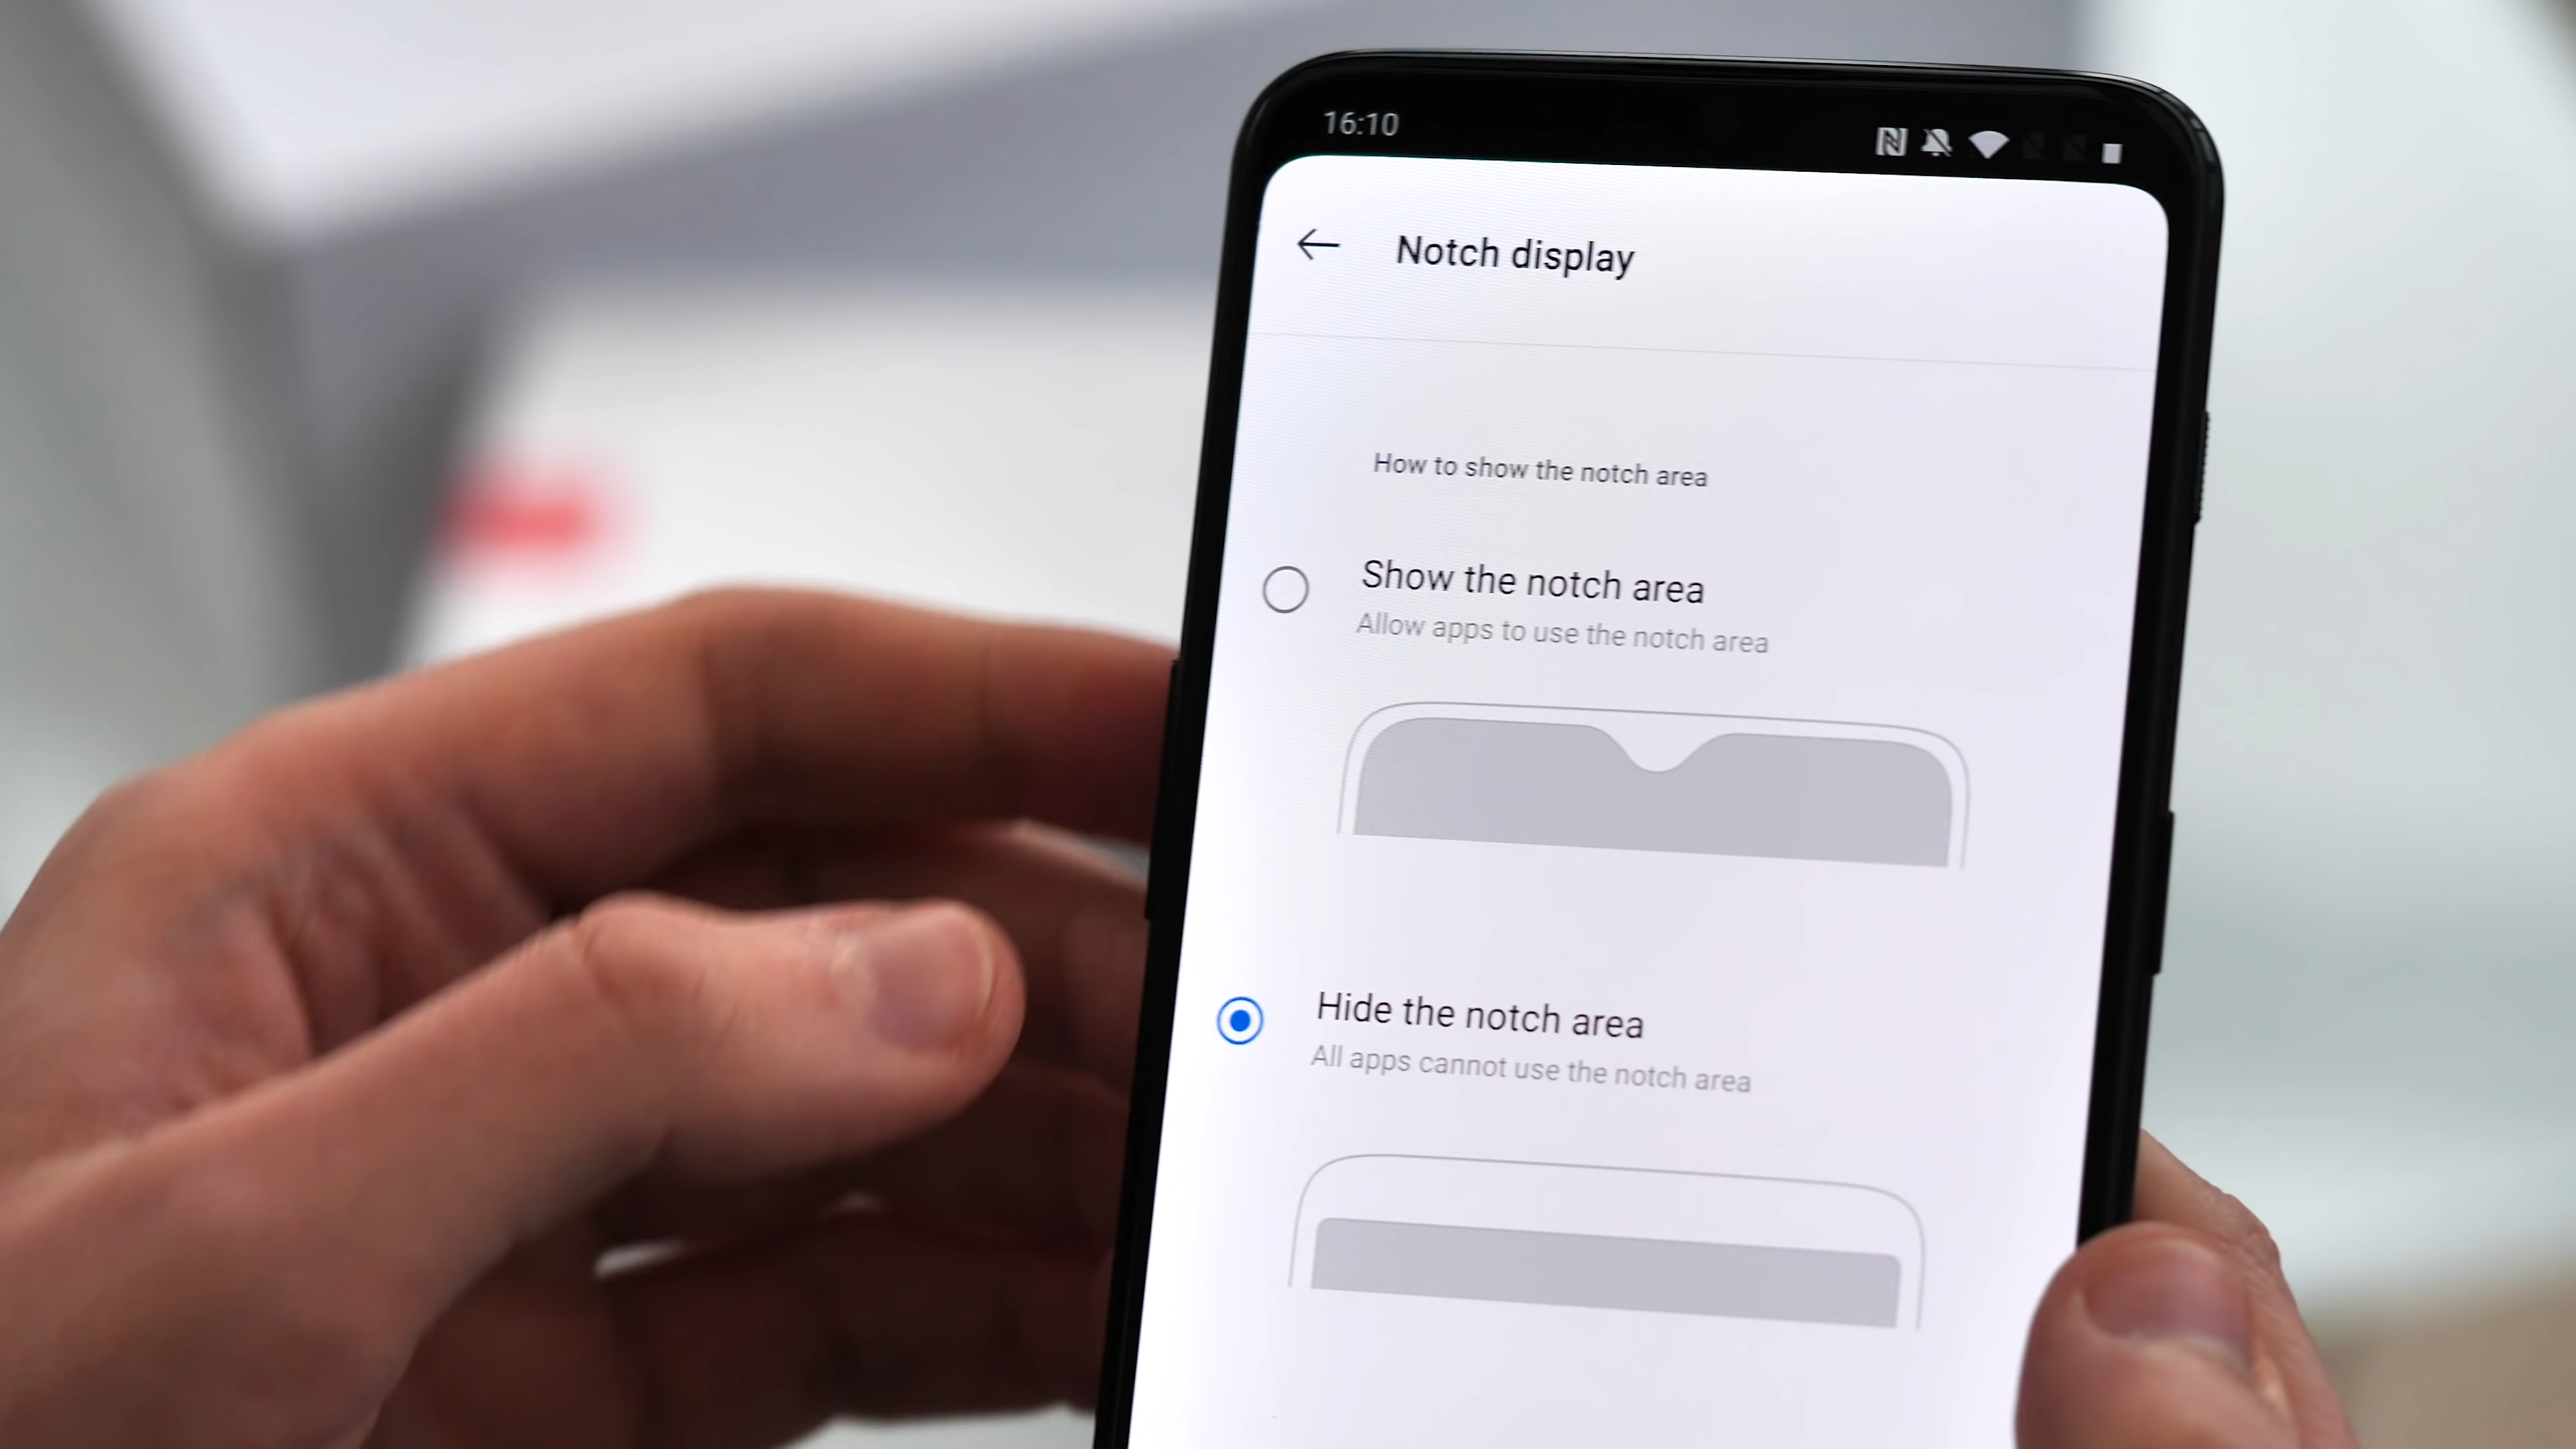 16:10
Notch display
How to show the notch area
Show the notch area
Allow apps to use the notch area
Hide the notch area
All apps cannot use the notch area